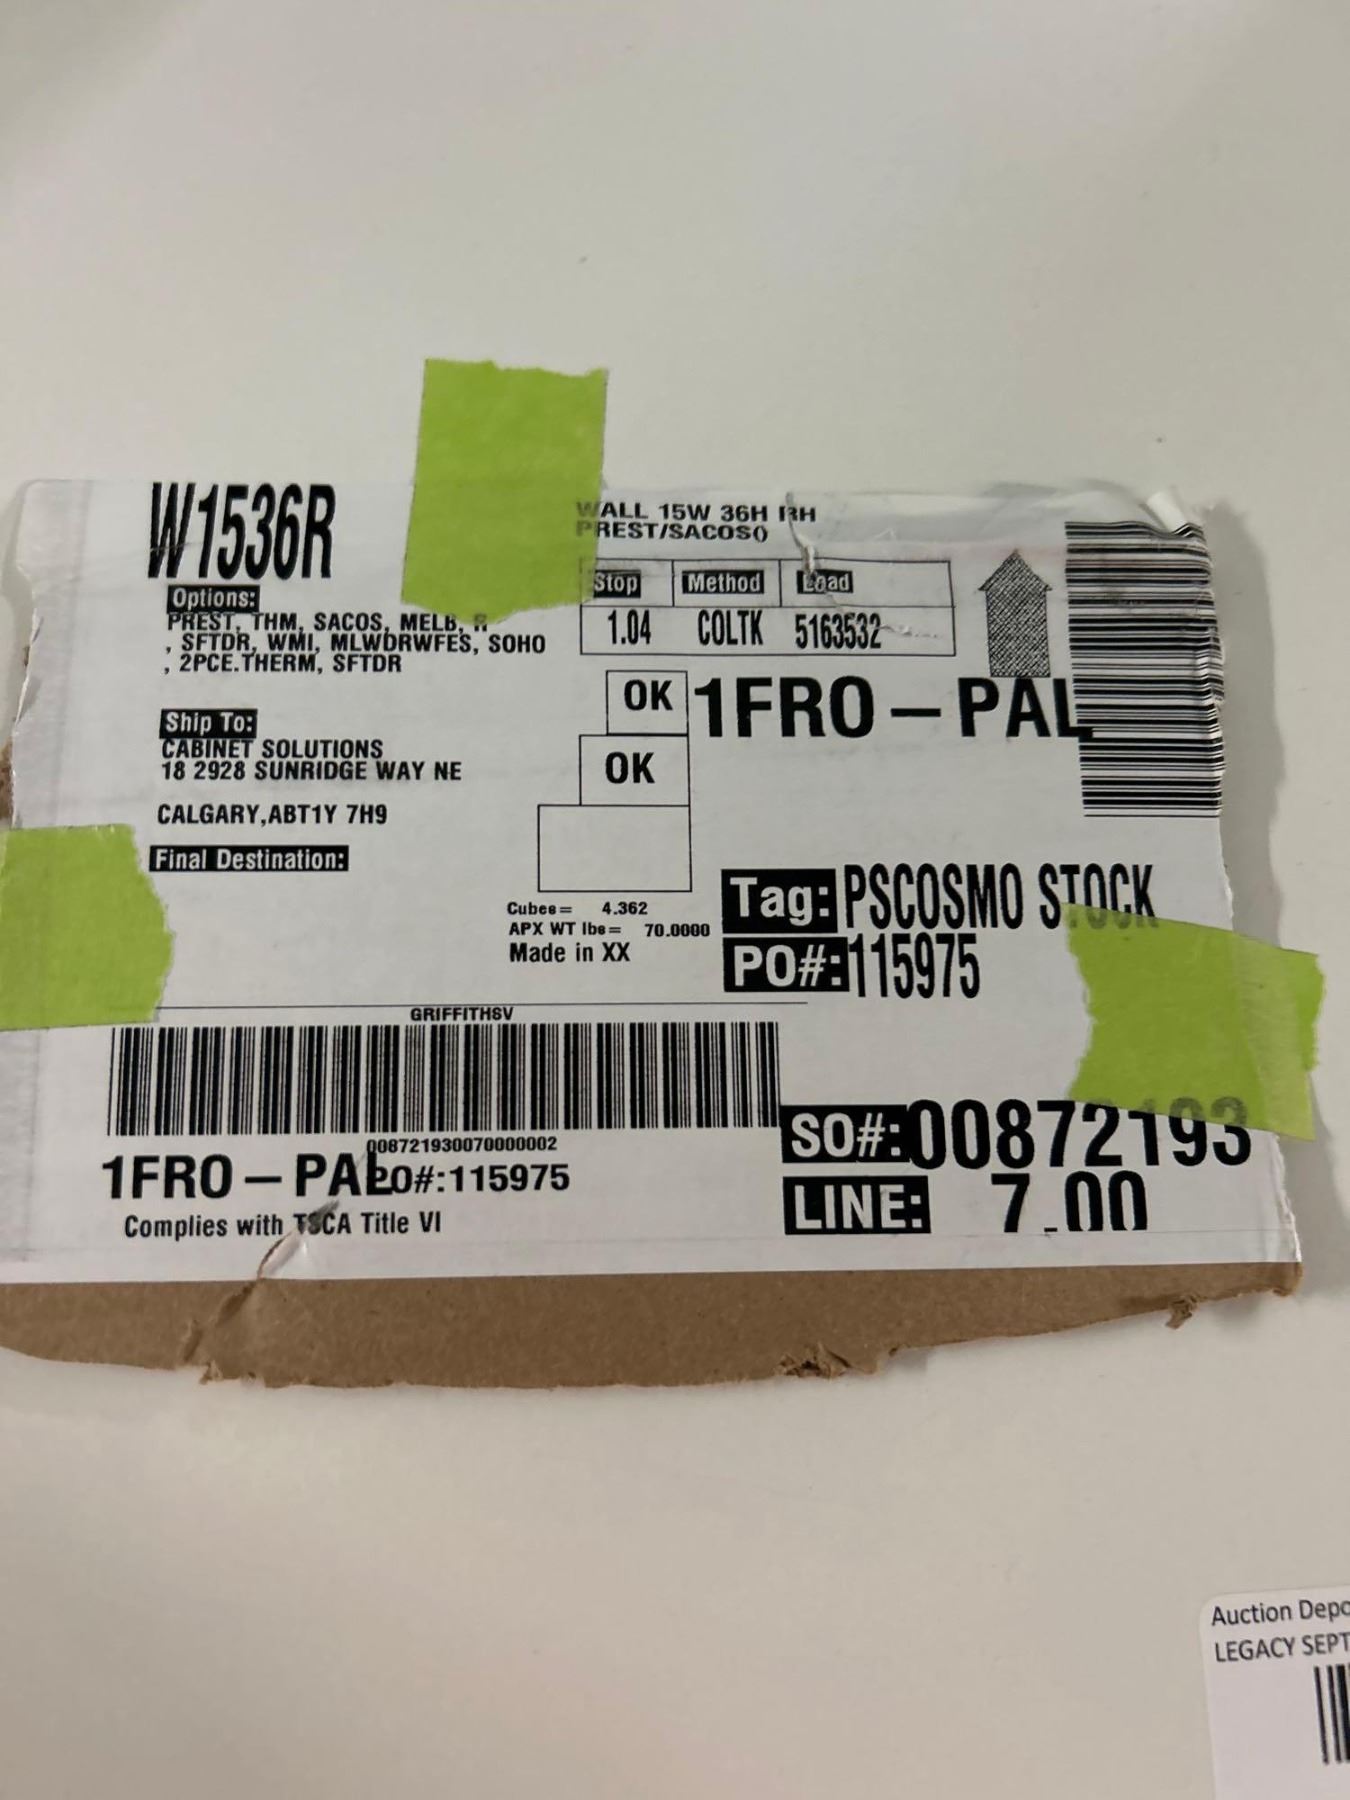 W1536R
WALL 15W 36H RH
PREST/SACOS()
Options:
PREST, THM, SACOS, MELB, R
, SFTDR, WMI, MLWDRWFES, SOHO
, 2PCE.THERM, SFTDR
Stop Method Load
1.04 COLTK 5163532
OK
1FRO-PAL
OK
Ship To:
CABINET SOLUTIONS
18 2928 SUNRIDGE WAY NE
CALGARY,ABT1Y 7H9
Final Destination:
Cubes= 4.362
APX WT lbs= 70.0000
Made in XX
Tag: PSCOSMO STOCK
PO#:115975
GRIFFITHSV
008721930070000002
1FRO-PAL
PO#:115975
Complies with TSCA Title VI
SO#:00872193
LINE: 7.00
Auction Depo
LEGACY SEPT